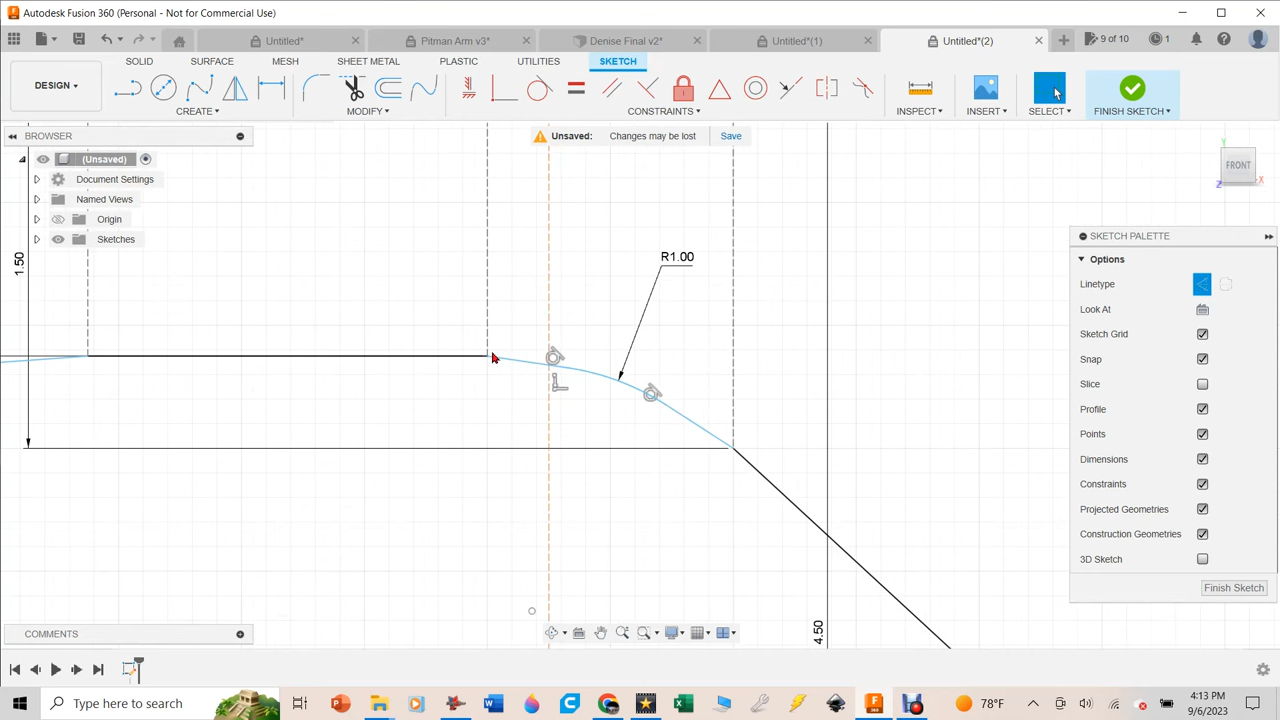 Autodesk Fusion 360 (Personal - Not for Commercial Use)
Untitled*
Pitman Arm v3*
Denise Final v2*
Untitled*(1)
Untitled*(2)
9 of 10
1
DESIGN
SOLID
SURFACE
MESH
SHEET METAL
PLASTIC
UTILITIES
SKETCH
CREATE
MODIFY
CONSTRAINTS
INSPECT
INSERT
SELECT
FINISH SKETCH
BROWSER
Unsaved:
Changes may be lost
Save
(Unsaved)
Document Settings
Named Views
Origin
Sketches
Y
FRONT
X
Z
SKETCH PALETTE
Options
Linetype
Look At
Sketch Grid
Snap
Slice
Profile
Points
Dimensions
Constraints
Projected Geometries
Construction Geometries
3D Sketch
Finish Sketch
1.50
R1.00
4.50
COMMENTS
Type here to search
78°F
4:13 PM
9/6/2023